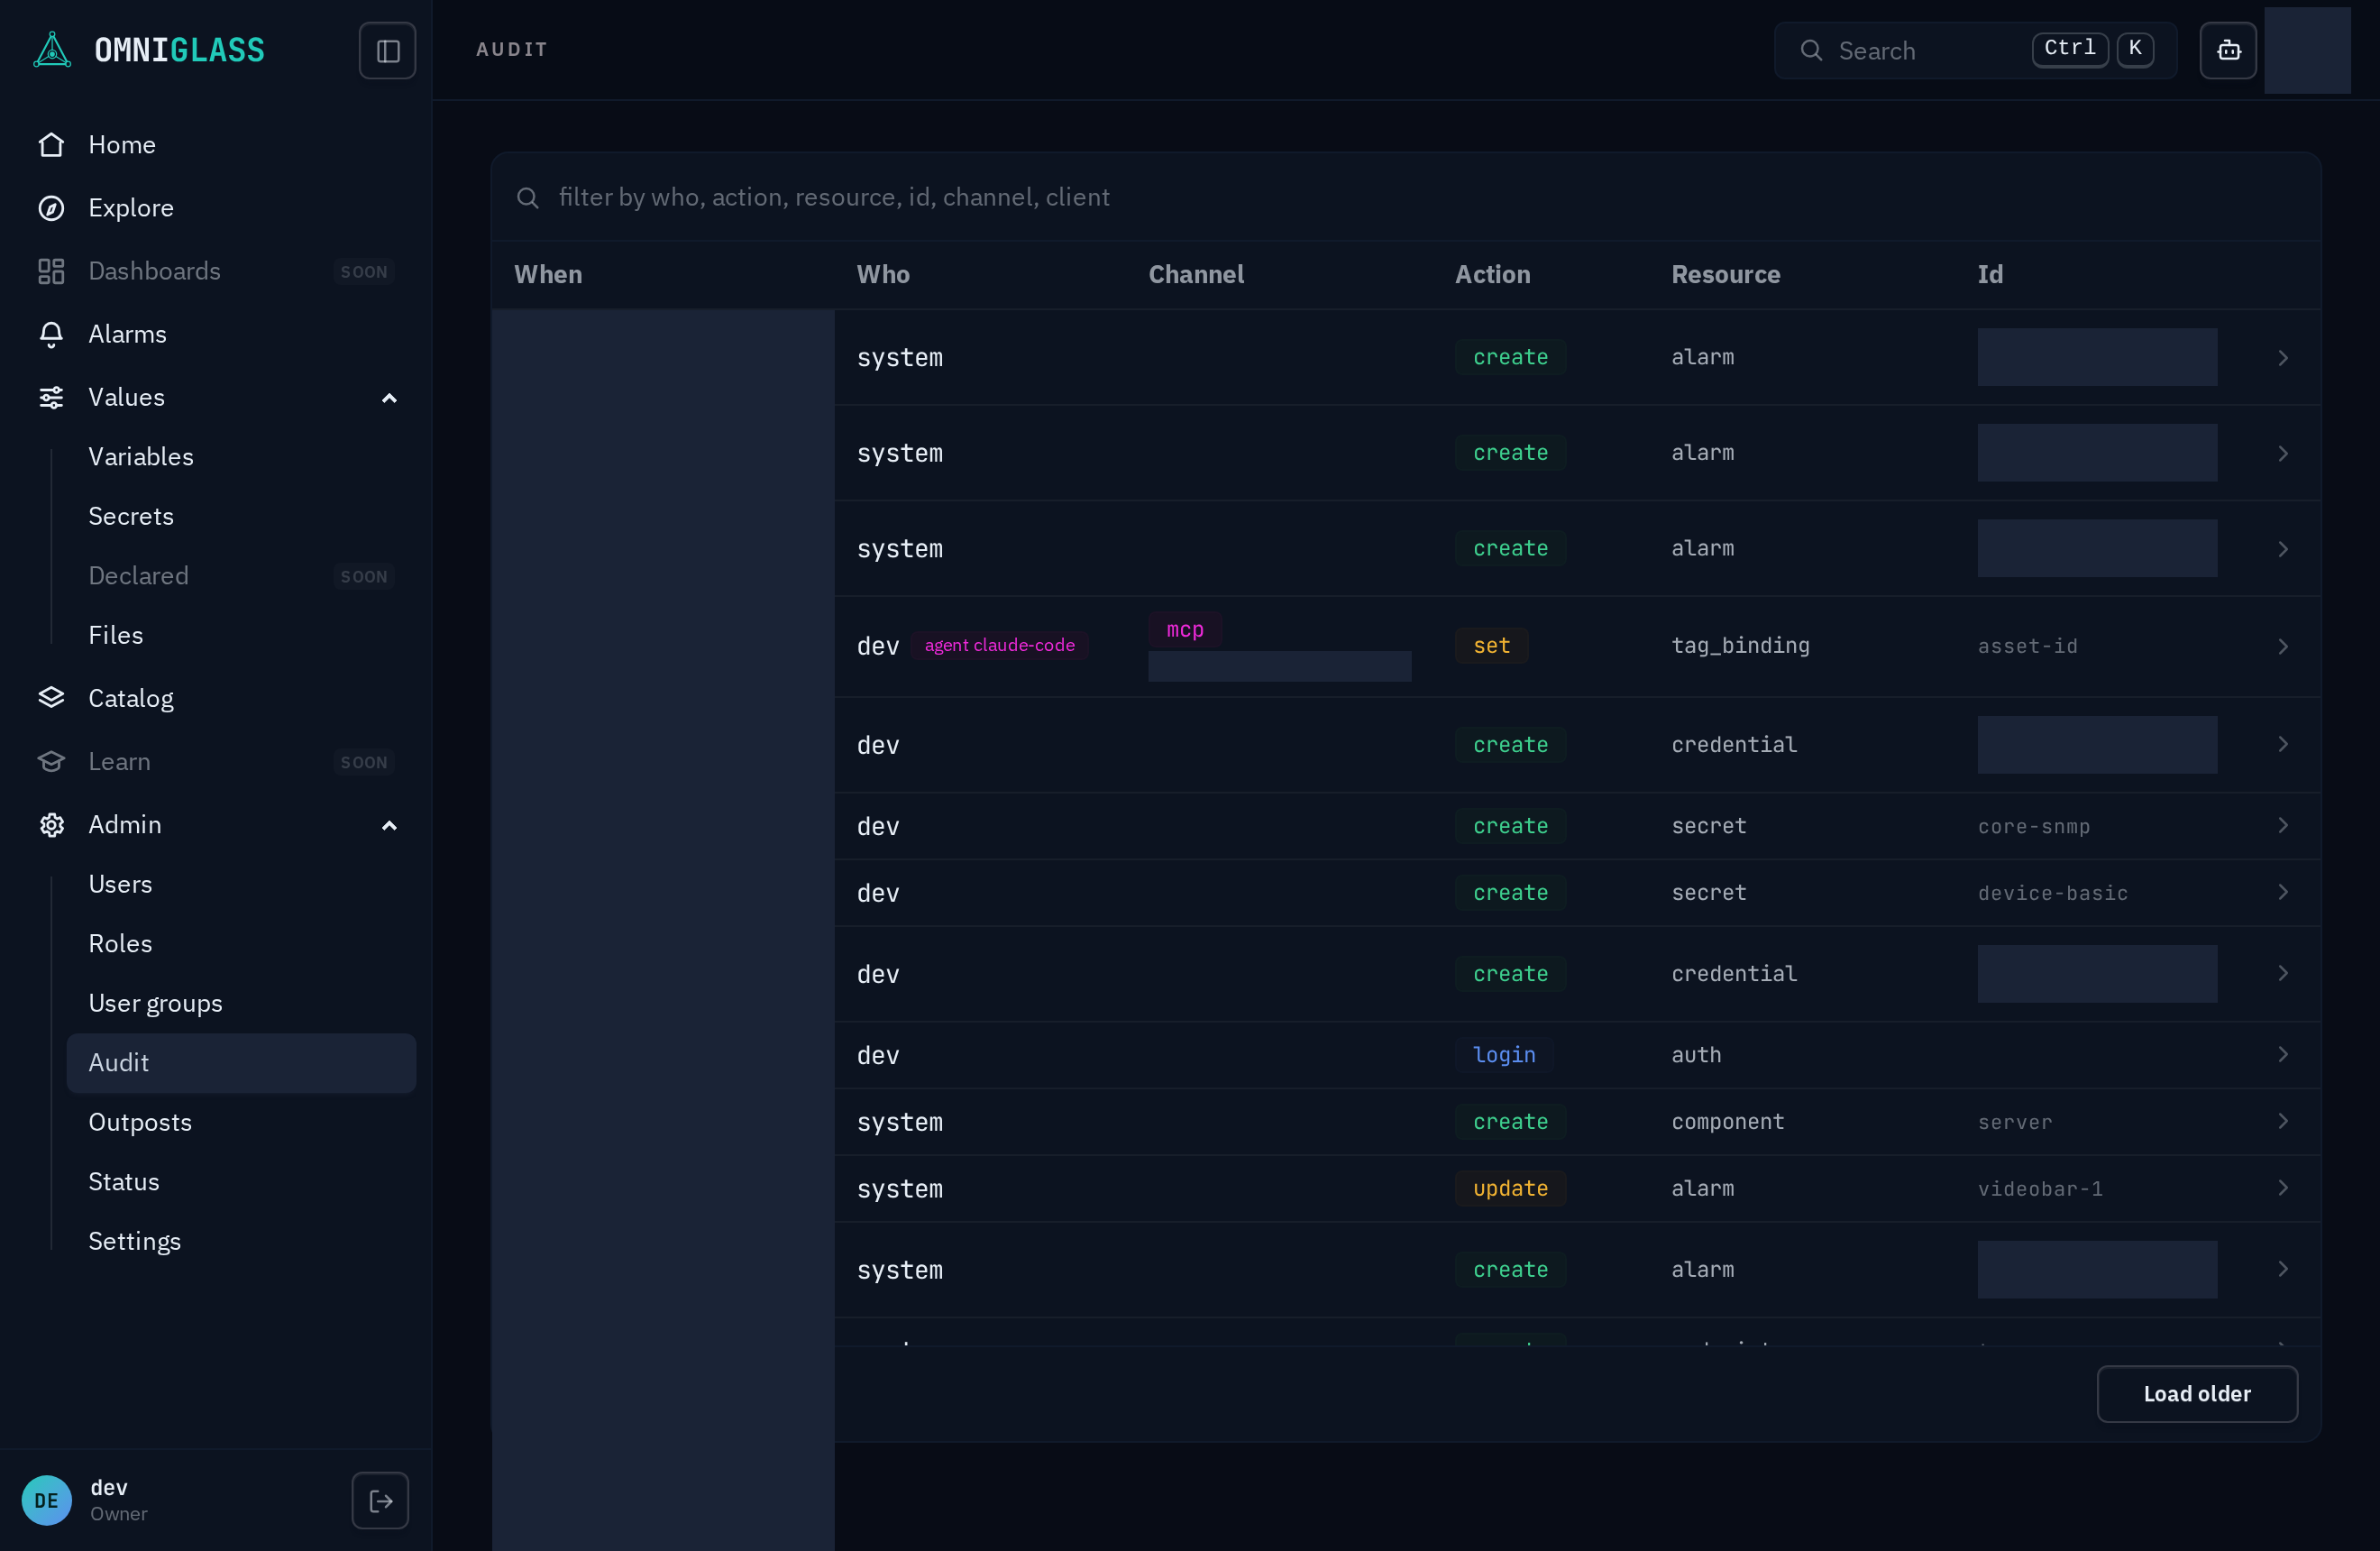 OMNIGLASS
AUDIT
Search Ctrl K
Home
Explore
Dashboards SOON
Alarms
Values
Variables
Secrets
Declared SOON
Files
Catalog
Learn SOON
Admin
Users
Roles
User groups
Audit
Outposts
Status
Settings
DE dev
Owner
filter by who, action, resource, id, channel, client
When Who Channel Action Resource Id
system create alarm
system create alarm
system create alarm
dev agent claude-code mcp set tag_binding asset-id
dev create credential
dev create secret core-snmp
dev create secret device-basic
dev create credential
dev login auth
system create component server
system update alarm videobar-1
system create alarm
Load older